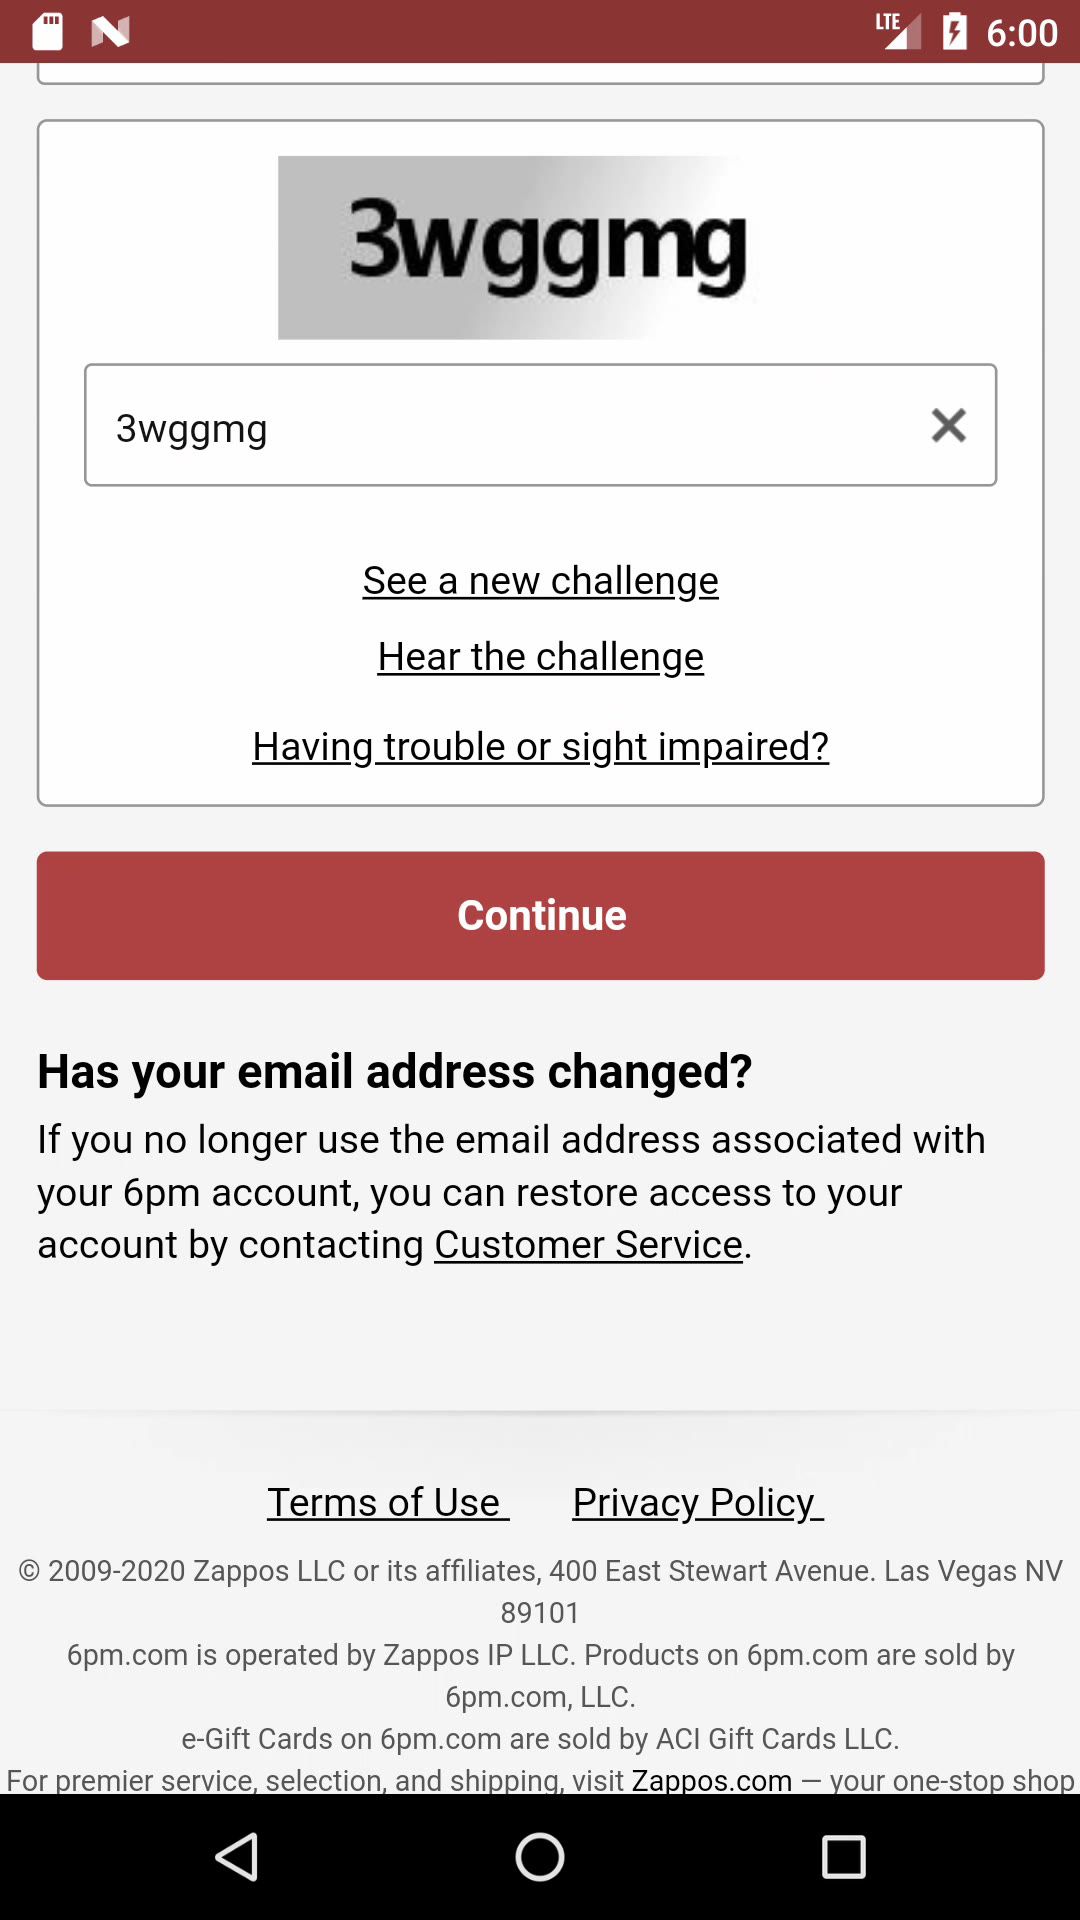 LTE 6:00
3wggmg
3wggmg
See a new challenge
Hear the challenge
Having trouble or sight impaired?
Continue
Has your email address changed?
If you no longer use the email address associated with
your 6pm account, you can restore access to your
account by contacting Customer Service.
Terms of Use Privacy Policy
© 2009-2020 Zappos LLC or its affiliates, 400 East Stewart Avenue. Las Vegas NV
89101
6pm.com is operated by Zappos IP LLC. Products on 6pm.com are sold by
6pm.com, LLC.
e-Gift Cards on 6pm.com are sold by ACI Gift Cards LLC.
For premier service, selection, and shipping, visit Zappos.com — your one-stop shop